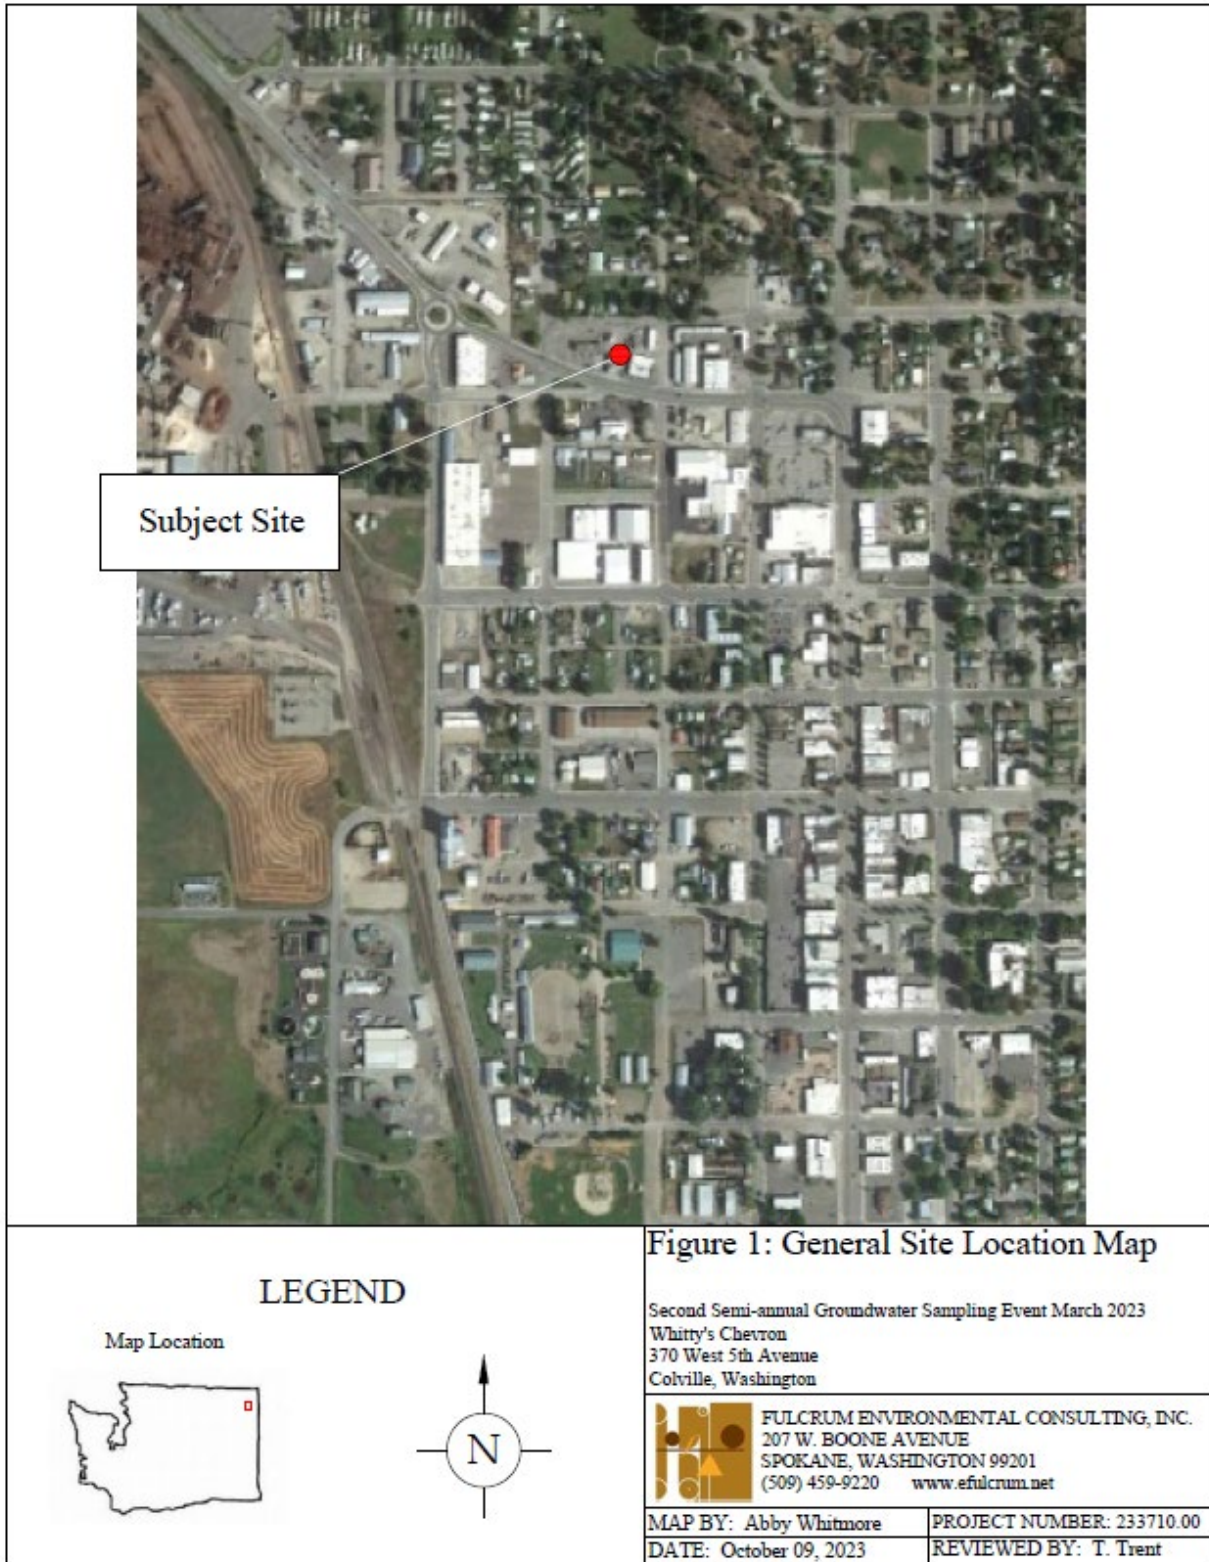 Subject Site
LEGEND
Map Location
N
Figure 1: General Site Location Map
Second Semi-annual Groundwater Sampling Event March 2023
Whitty's Chevron
370 West 5th Avenue
Colville, Washington
FULCRUM ENVIRONMENTAL CONSULTING, INC.
207 W. BOONE AVENUE
SPOKANE, WASHINGTON 99201
(509) 459-9220 www.efulcrum.net
MAP BY: Abby Whitmore
PROJECT NUMBER: 233710.00
DATE: October 09, 2023
REVIEWED BY: T. Trent